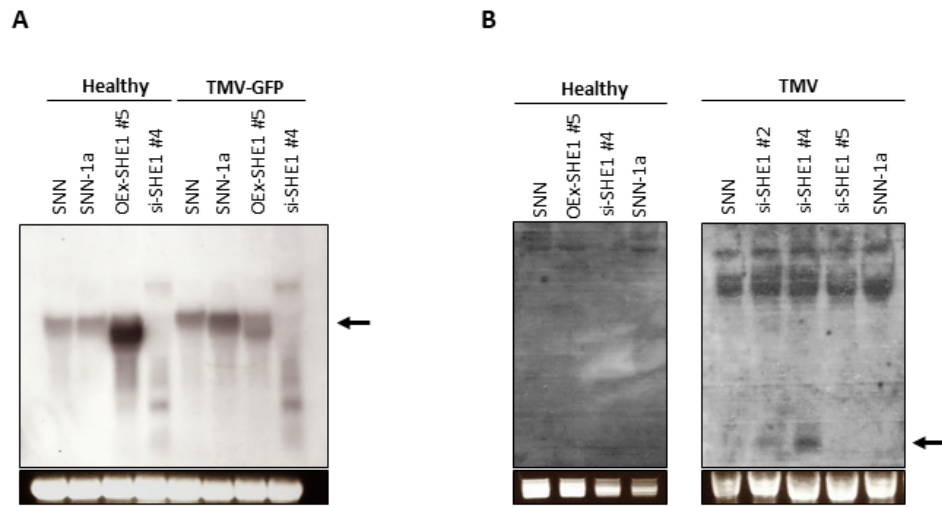 A
B
Healthy
TMV-GFP
SNN
SNN-1a
OEx-SHE1 #5
si-SHE1 #4
SNN
SNN-1a
OEx-SHE1 #5
si-SHE1 #4
Healthy
TMV
SNN
OEx-SHE1 #5
si-SHE1 #4
SNN-1a
SNN
si-SHE1 #2
si-SHE1 #4
si-SHE1 #5
SNN-1a